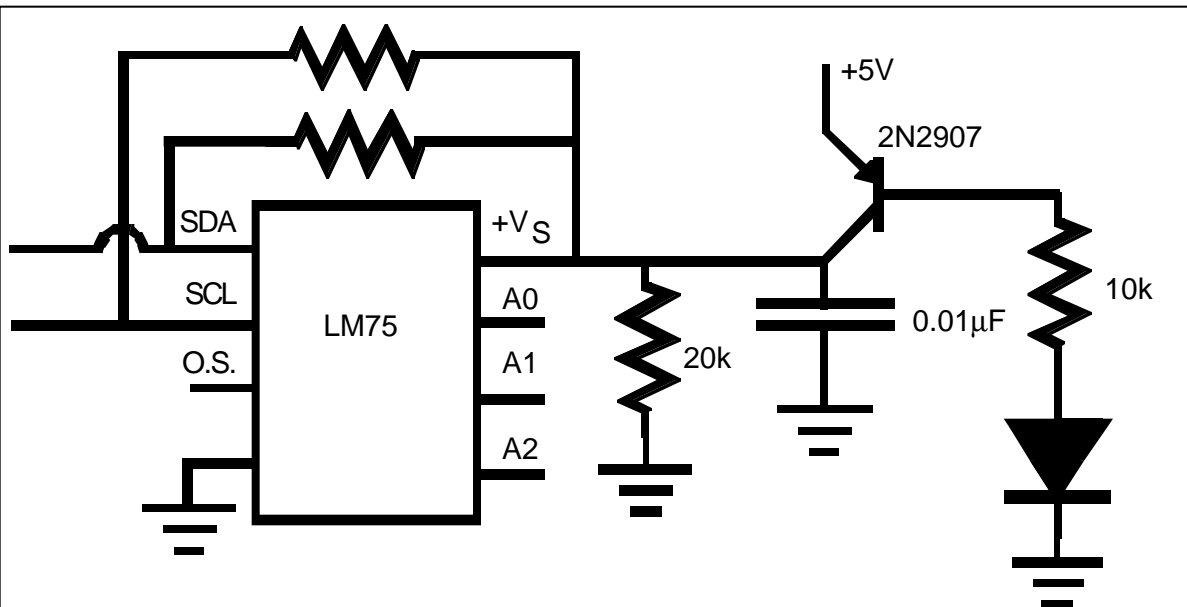 +5V
2N2907
SDA
+VS
SCL
A0
10k
LM75
0.01μF
O.S.
A1
20k
A2